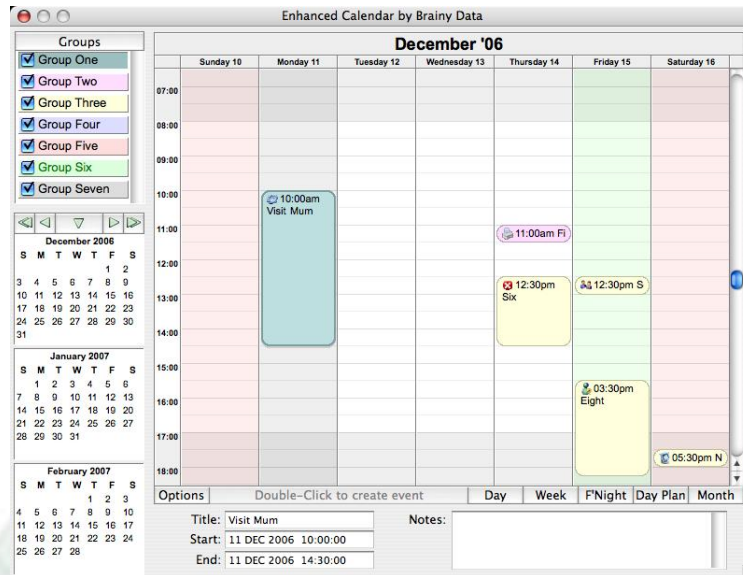 Enhanced Calendar by Brainy Data
Groups
Group One
Group Two
Group Three
Group Four
Group Five
Group Six
Group Seven
December 2006
S M T W T F S
1 2
3 4 5 6 7 8 9
10 11 12 13 14 15 16
17 18 19 20 21 22 23
24 25 26 27 28 29 30
31
January 2007
S M T W T F S
1 2 3 4 5 6
7 8 9 10 11 12 13
14 15 16 17 18 19 20
21 22 23 24 25 26 27
28 29 30 31
February 2007
S M T W T F S
1 2 3
4 5 6 7 8 9 10
11 12 13 14 15 16 17
18 19 20 21 22 23 24
25 26 27 28
December '06
Sunday 10 Monday 11 Tuesday 12 Wednesday 13 Thursday 14 Friday 15 Saturday 16
07:00
08:00
09:00
10:00
10:00am
Visit Mum
11:00
11:00am Fi
12:00
12:30pm
Six
12:30pm S
13:00
14:00
15:00
03:30pm
Eight
16:00
17:00
05:30pm N
18:00
Options Double-Click to create event Day Week F'Night Day Plan Month
Title: Visit Mum Notes:
Start: 11 DEC 2006 10:00:00
End: 11 DEC 2006 14:30:00